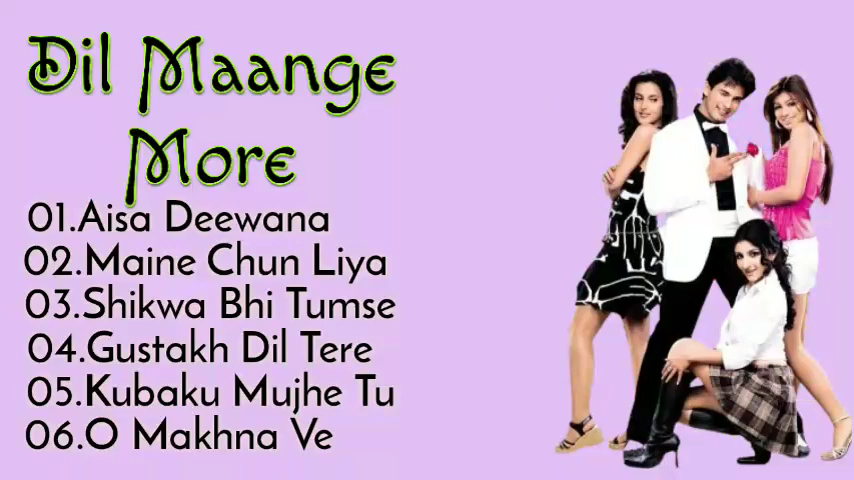 Dil Maange
More
01.Aisa Deewana
02.Maine Chun Liya
03.Shikwa Bhi Tumse
04.Gustakh Dil Tere
05.Kubaku Mujhe Tu
06.O Makhna Ve